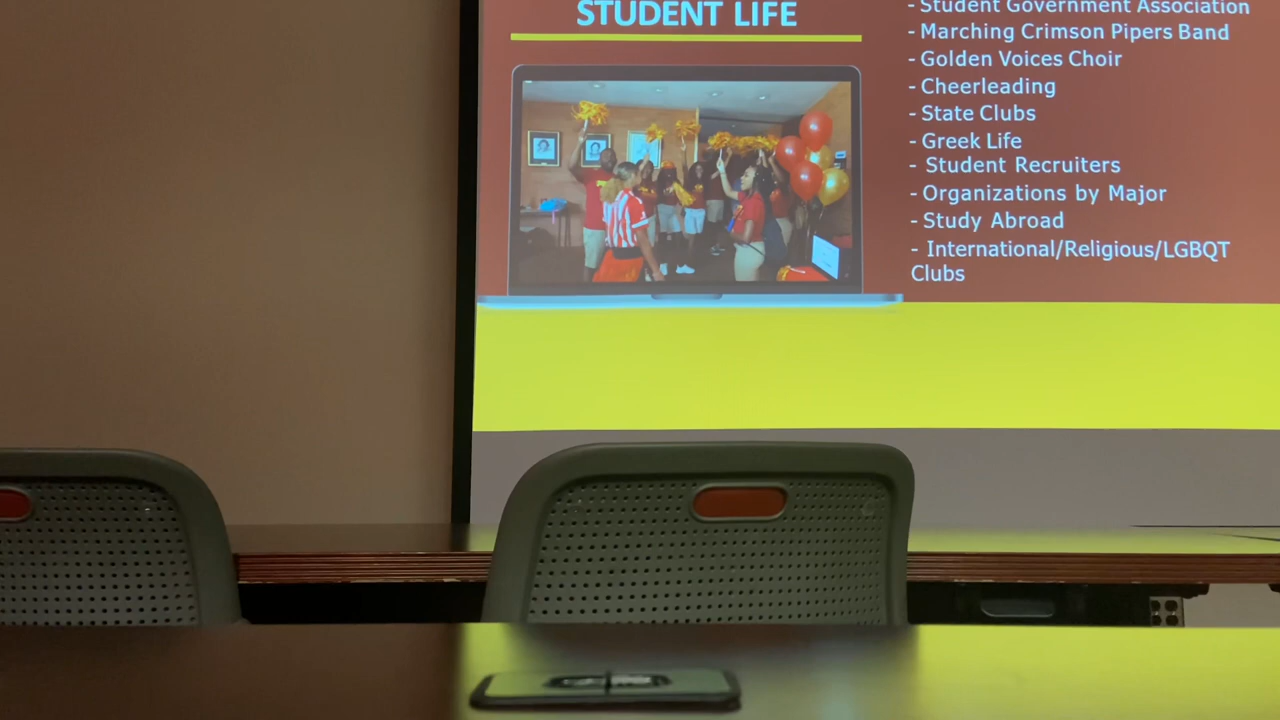 STUDENT LIFE
- Student Government Association
- Marching Crimson Pipers Band
- Golden Voices Choir
- Cheerleading
- State Clubs
- Greek Life
- Student Recruiters
- Organizations by Major
- Study Abroad
- International/Religious/LGBQT
Clubs